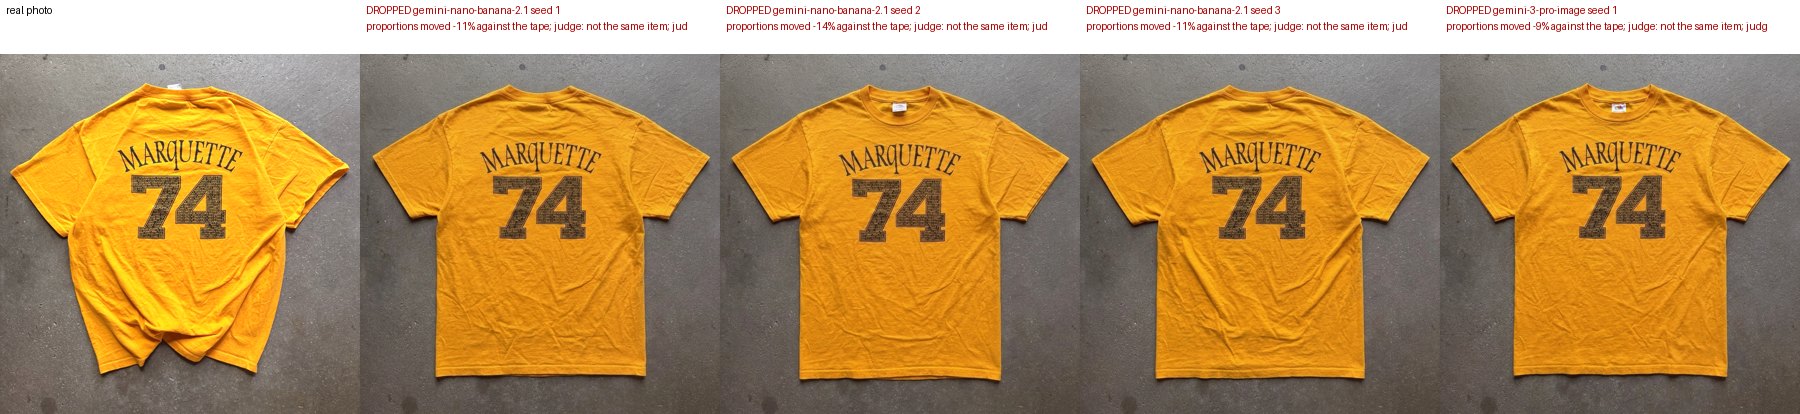 real photo
DROPPED gemini-nano-banana-2.1 seed 1
proportions moved -11% against the tape; judge: not the same item; jud
DROPPED gemini-nano-banana-2.1 seed 2
proportions moved -14% against the tape; judge: not the same item; jud
DROPPED gemini-nano-banana-2.1 seed 3
proportions moved -11% against the tape; judge: not the same item; jud
DROPPED gemini-3-pro-image seed 1
proportions moved -9% against the tape; judge: not the same item; judg
MARQUETTE
74
MARQUETTE
74
MARQUETTE
74
MARQUETTE
74
MARQUETTE
74